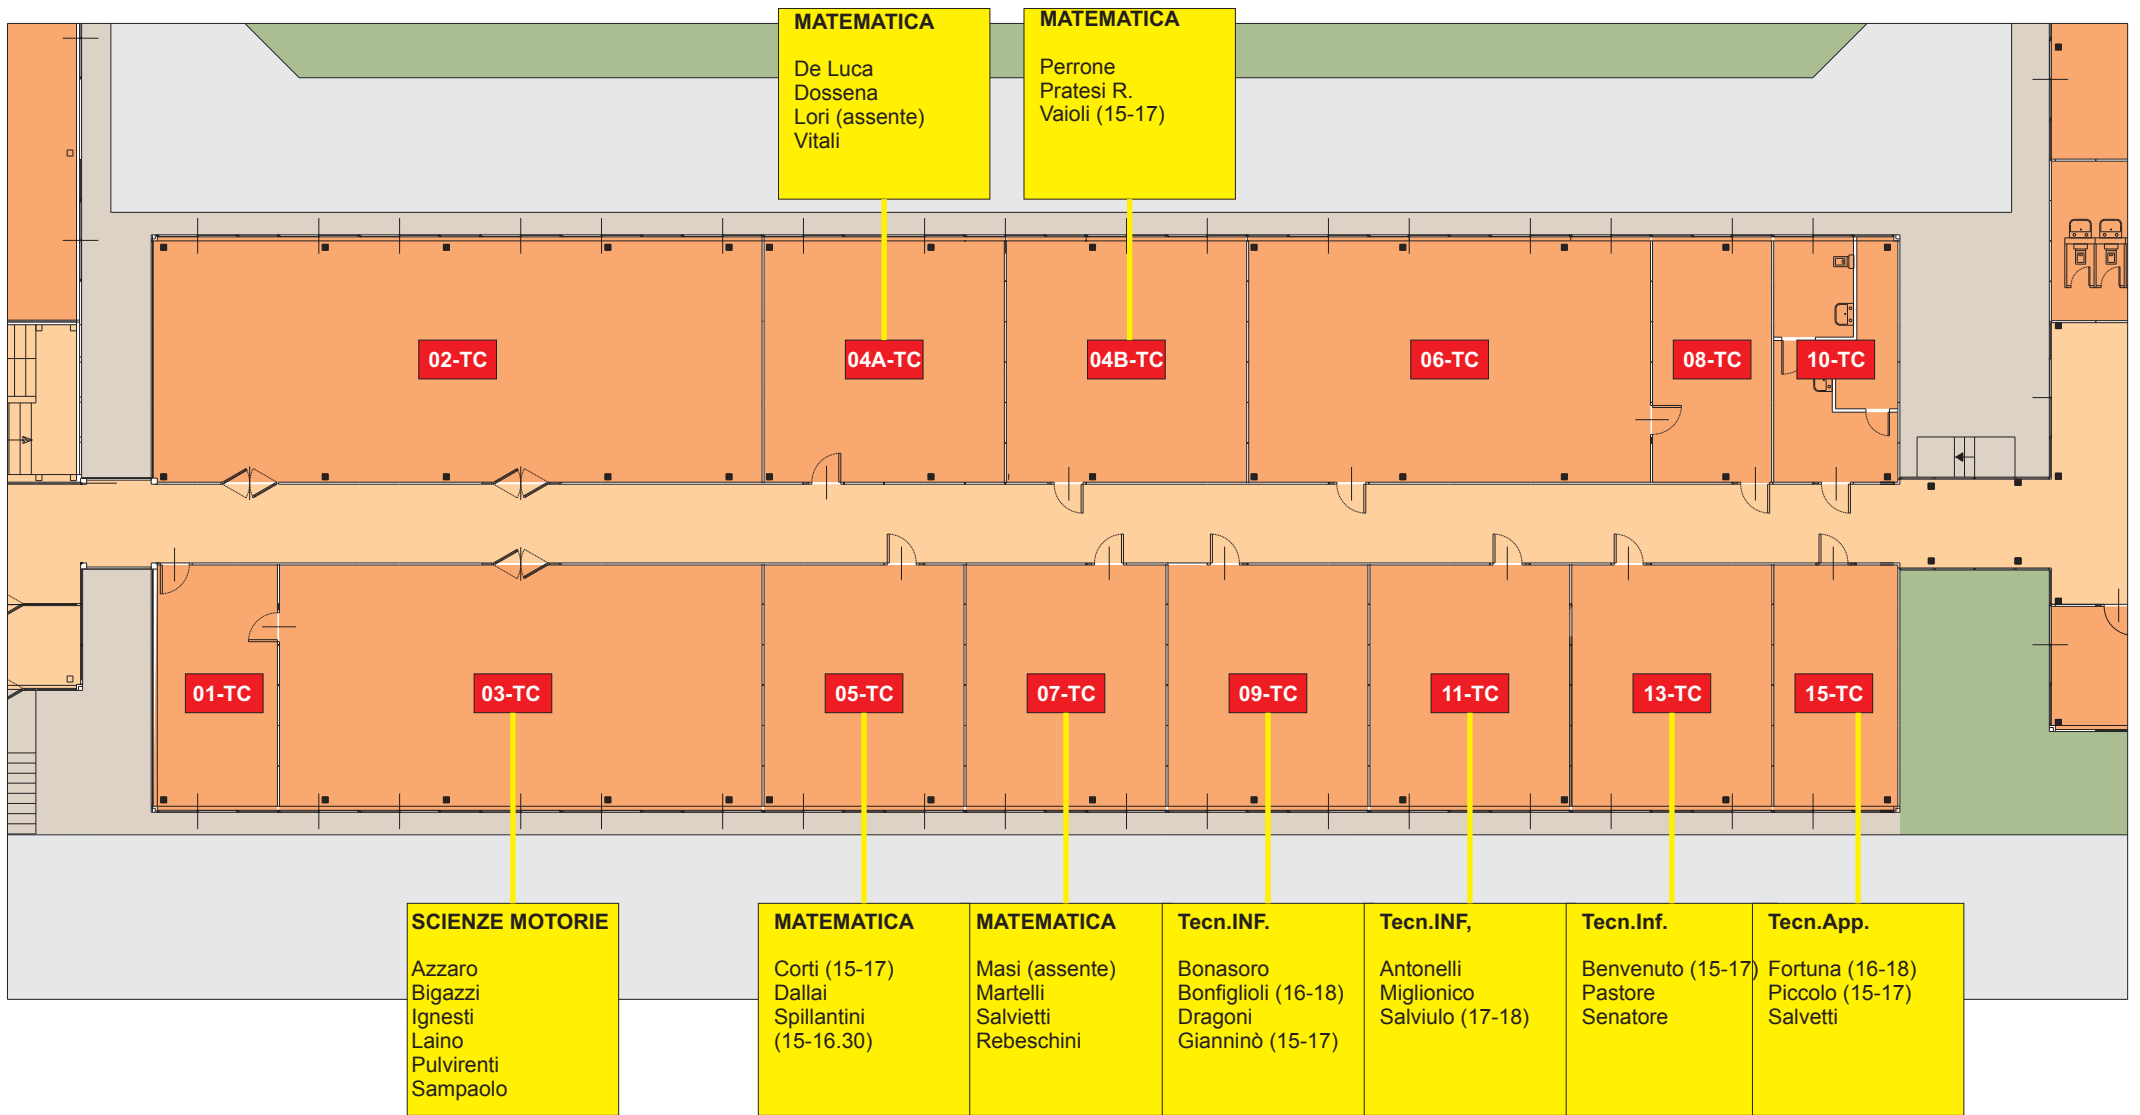 MATEMATICA
De Luca
Dossena
Lori (assente)
Vitali
MATEMATICA
Perrone
Pratesi R.
Vaioli (15-17)
02-TC
04A-TC
04B-TC
06-TC
08-TC
10-TC
01-TC
03-TC
05-TC
07-TC
09-TC
11-TC
13-TC
15-TC
SCIENZE MOTORIE
Azzaro
Bigazzi
Ignesti
Laino
Pulvirenti
Sampaolo
MATEMATICA
Corti (15-17)
Dallai
Spillantini
(15-16.30)
MATEMATICA
Masi (assente)
Martelli
Salvietti
Rebeschini
Tecn.INF.
Bonasoro
Bonfiglioli (16-18)
Dragoni
Gianninò (15-17)
Tecn.INF,
Antonelli
Miglionico
Salviulo (17-18)
Tecn.Inf.
Benvenuto (15-17)
Pastore
Senatore
Tecn.App.
Fortuna (16-18)
Piccolo (15-17)
Salvetti